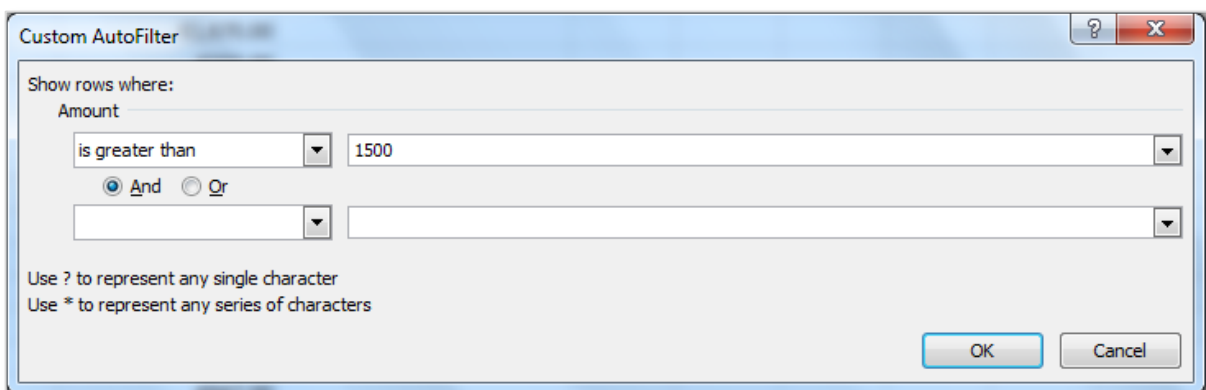 Custom AutoFilter
Show rows where:
Amount
is greater than 1500
And Or
Use ? to represent any single character
Use * to represent any series of characters
OK Cancel